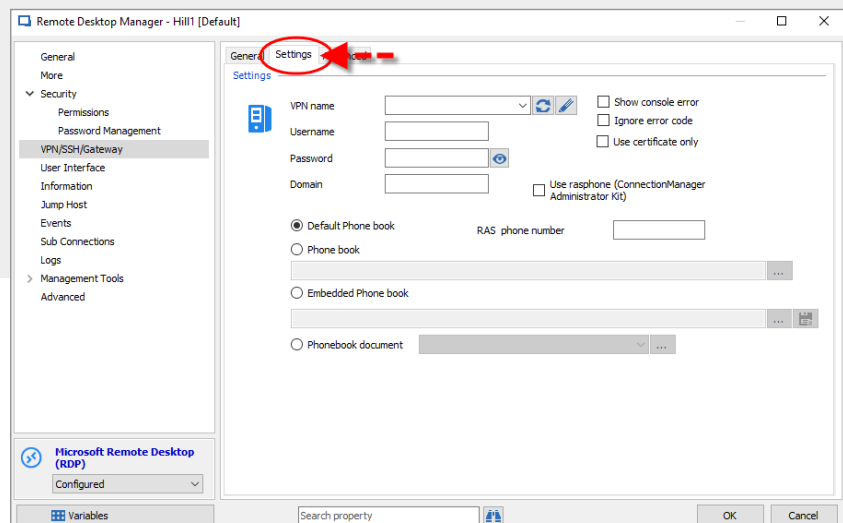 Remote Desktop Manager - Hill1 [Default]
General
More
Security
Permissions
Password Management
VPN/SSH/Gateway
User Interface
Information
Jump Host
Events
Sub Connections
Logs
Management Tools
Advanced
Microsoft Remote Desktop
(RDP)
Configured
Variables
General
Settings
Settings
VPN name
Show console error
Ignore error code
Username
Use certificate only
Password
Domain
Use rasphone (ConnectionManager
Administrator Kit)
Default Phone book
RAS phone number
Phone book
...
Embedded Phone book
...
Phonebook document
...
Search property
OK
Cancel